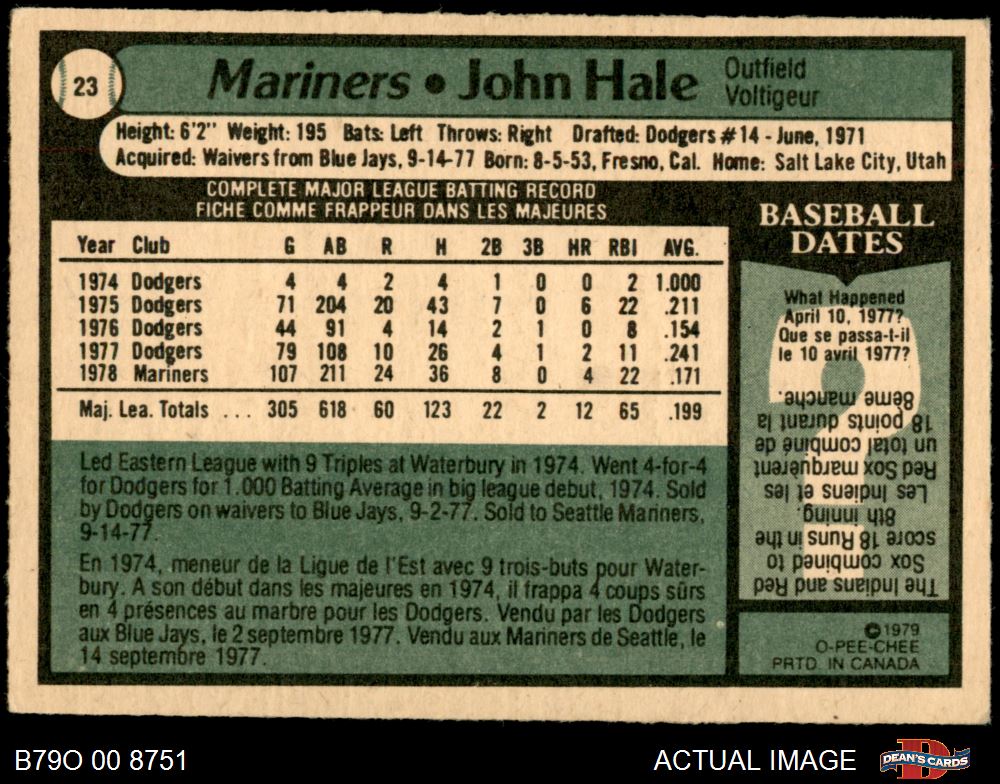 23
Mariners • John Hale
Outfield
Voltigeur
Height: 6'2" Weight: 195 Bats: Left Throws: Right Drafted: Dodgers #14 - June, 1971
Acquired: Waivers from Blue Jays, 9-14-77 Born: 8-5-53, Fresno, Cal. Home: Salt Lake City, Utah
COMPLETE MAJOR LEAGUE BATTING RECORD
FICHE COMME FRAPPEUR DANS LES MAJEURES
Year Club G AB R H 2B 3B HR RBI AVG.
1974 Dodgers 4 4 2 4 1 0 0 2 1.000
1975 Dodgers 71 204 20 43 7 0 6 22 .211
1976 Dodgers 44 91 4 14 2 1 0 8 .154
1977 Dodgers 79 108 10 26 4 1 2 11 .241
1978 Mariners 107 211 24 36 8 0 4 22 .171
Maj. Lea. Totals ... 305 618 60 123 22 2 12 65 .199
Led Eastern League with 9 Triples at Waterbury in 1974. Went 4-for-4
for Dodgers for 1.000 Batting Average in big league debut, 1974. Sold
by Dodgers on waivers to Blue Jays, 9-2-77. Sold to Seattle Mariners,
9-14-77.
En 1974, meneur de la Ligue de l'Est avec 9 trois-buts pour Water-
bury. A son début dans les majeures en 1974, il frappa 4 coups sûrs
en 4 présences au marbre pour les Dodgers. Vendu par les Dodgers
aux Blue Jays, le 2 septembre 1977. Vendu aux Mariners de Seattle, le
14 septembre 1977.
BASEBALL
DATES
What Happened
April 10, 1977?
Que se passa-t-il
le 10 avril 1977?
The Indians and Red
Sox combined to
score 18 Runs in the
8th inning.
Les Indiens et les
Red Sox marquèrent
un total combiné de
18 points durant la
8ème manche.
©1979
O-PEE-CHEE
PRTD. IN CANADA
B79O 00 8751
ACTUAL IMAGE
D
DEAN'S CARDS